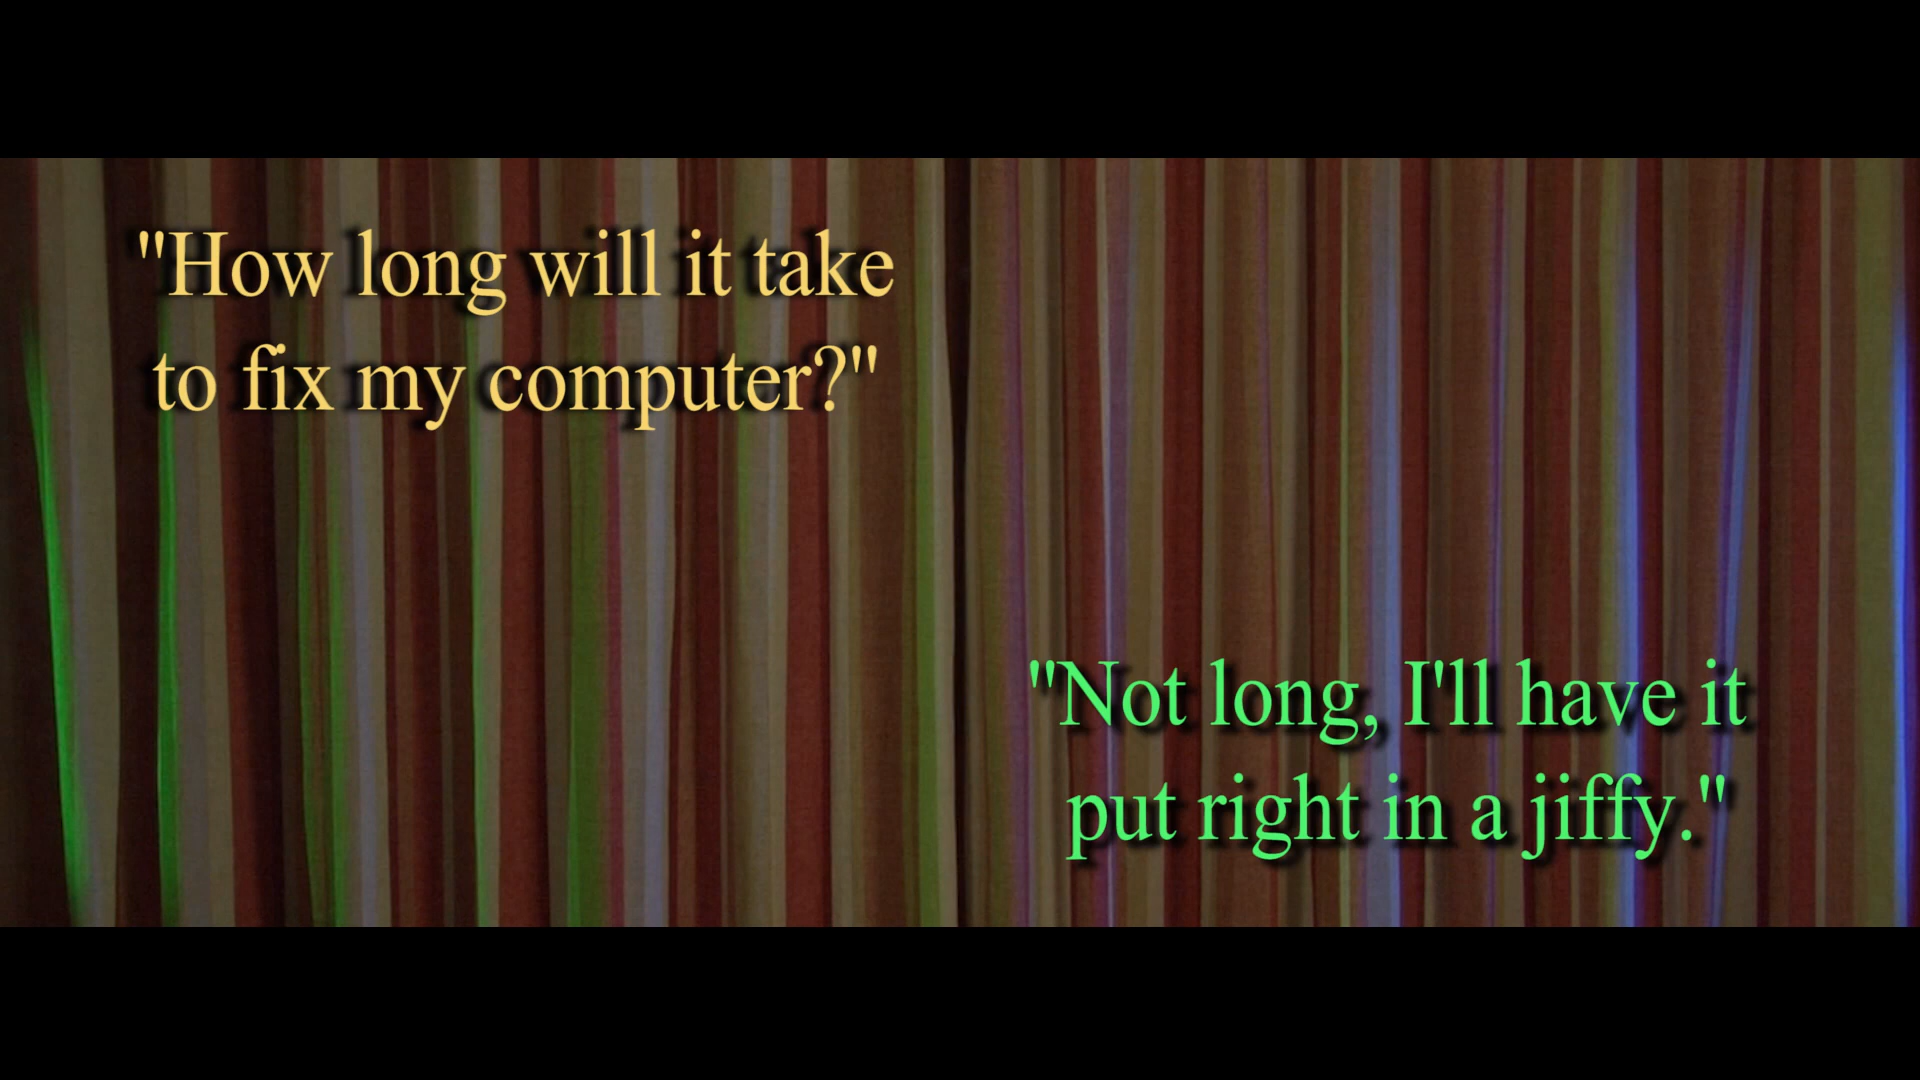 "How long will it take
to fix my computer?"
"Not long, I'll have it
put right in a jiffy."